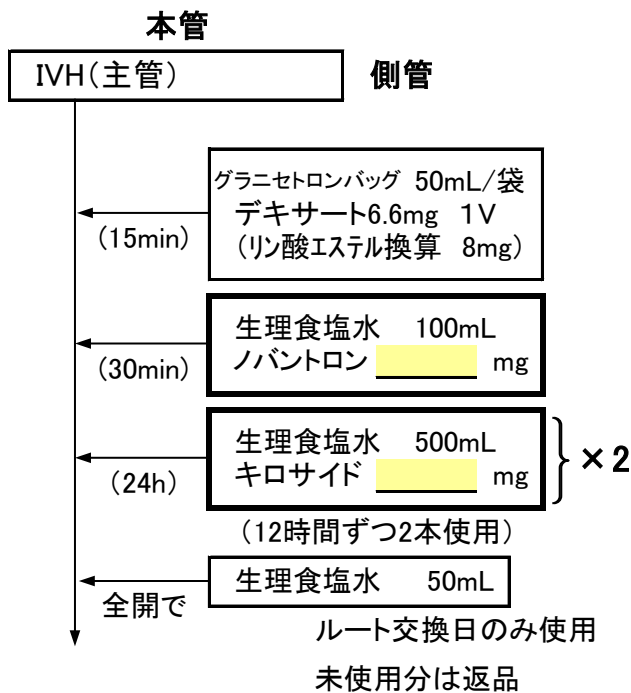 本管
IVH(主管)
側管
グラニセトロンバッグ 50mL/袋
デキサート6.6mg 1V
(リン酸エステル換算 8mg)
(15min)
生理食塩水 100mL
ノバントロン mg
(30min)
生理食塩水 500mL
キロサイド mg
×2
(24h)
(12時間ずつ2本使用)
生理食塩水 50mL
全開で
ルート交換日のみ使用
未使用分は返品